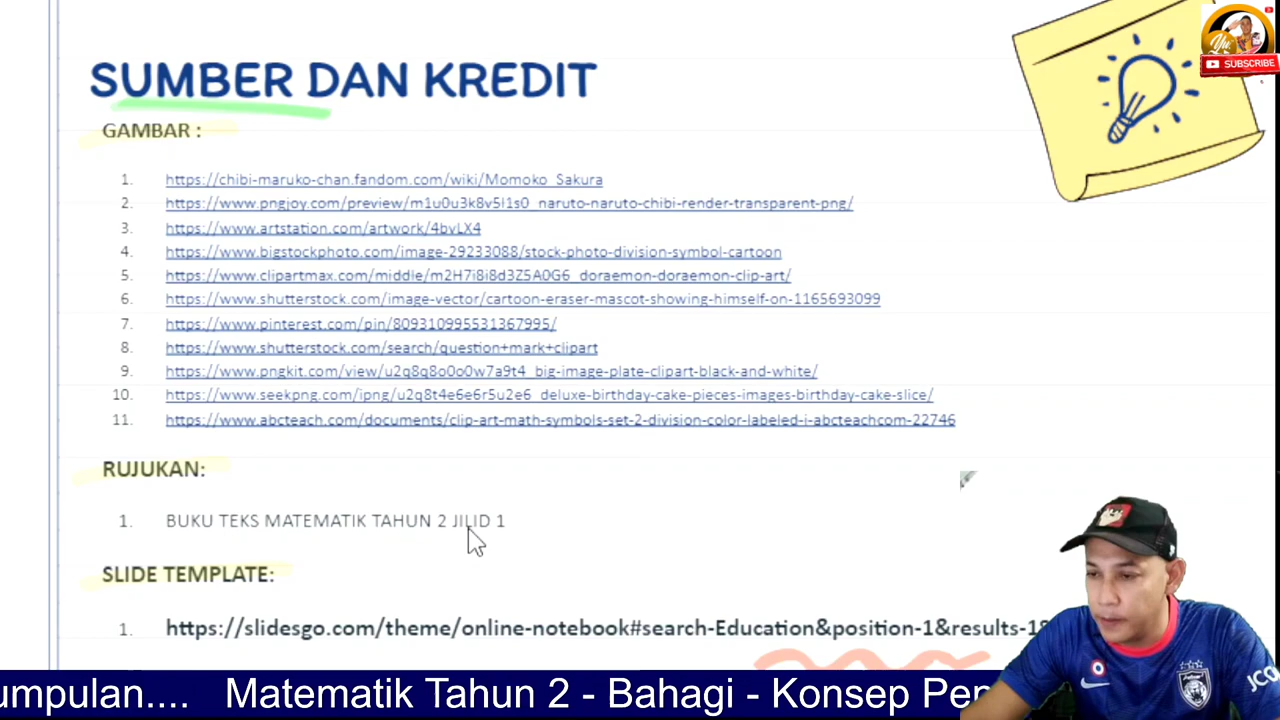 SUMBER DAN KREDIT
GAMBAR :
1. https://chibi-maruko-chan.fandom.com/wiki/Momoko_Sakura
2. https://www.pngjoy.com/preview/m1u0u3k8v5l1s0_naruto-naruto-chibi-render-transparent-png/
3. https://www.artstation.com/artwork/4bvLX4
4. https://www.bigstockphoto.com/image-29233088/stock-photo-division-symbol-cartoon
5. https://www.clipartmax.com/middle/m2H7i8i8d3Z5A0G6_doraemon-doraemon-clip-art/
6. https://www.shutterstock.com/image-vector/cartoon-eraser-mascot-showing-himself-on-1165693099
7. https://www.pinterest.com/pin/809310995531367995/
8. https://www.shutterstock.com/search/question+mark+clipart
9. https://www.pngkit.com/view/u2q8q8o0o0w7a9t4_big-image-plate-clipart-black-and-white/
10. https://www.seekpng.com/ipng/u2q8t4e6e6r5u2e6_deluxe-birthday-cake-pieces-images-birthday-cake-slice/
11. https://www.abcteach.com/documents/clip-art-math-symbols-set-2-division-color-labeled-i-abcteachcom-22746
RUJUKAN:
1. BUKU TEKS MATEMATIK TAHUN 2 JILID 1
SLIDE TEMPLATE:
1. https://slidesgo.com/theme/online-notebook#search-Education&position-1&results-18
umpulan.... Matematik Tahun 2 - Bahagi - Konsep Pen
SUBSCRIBE